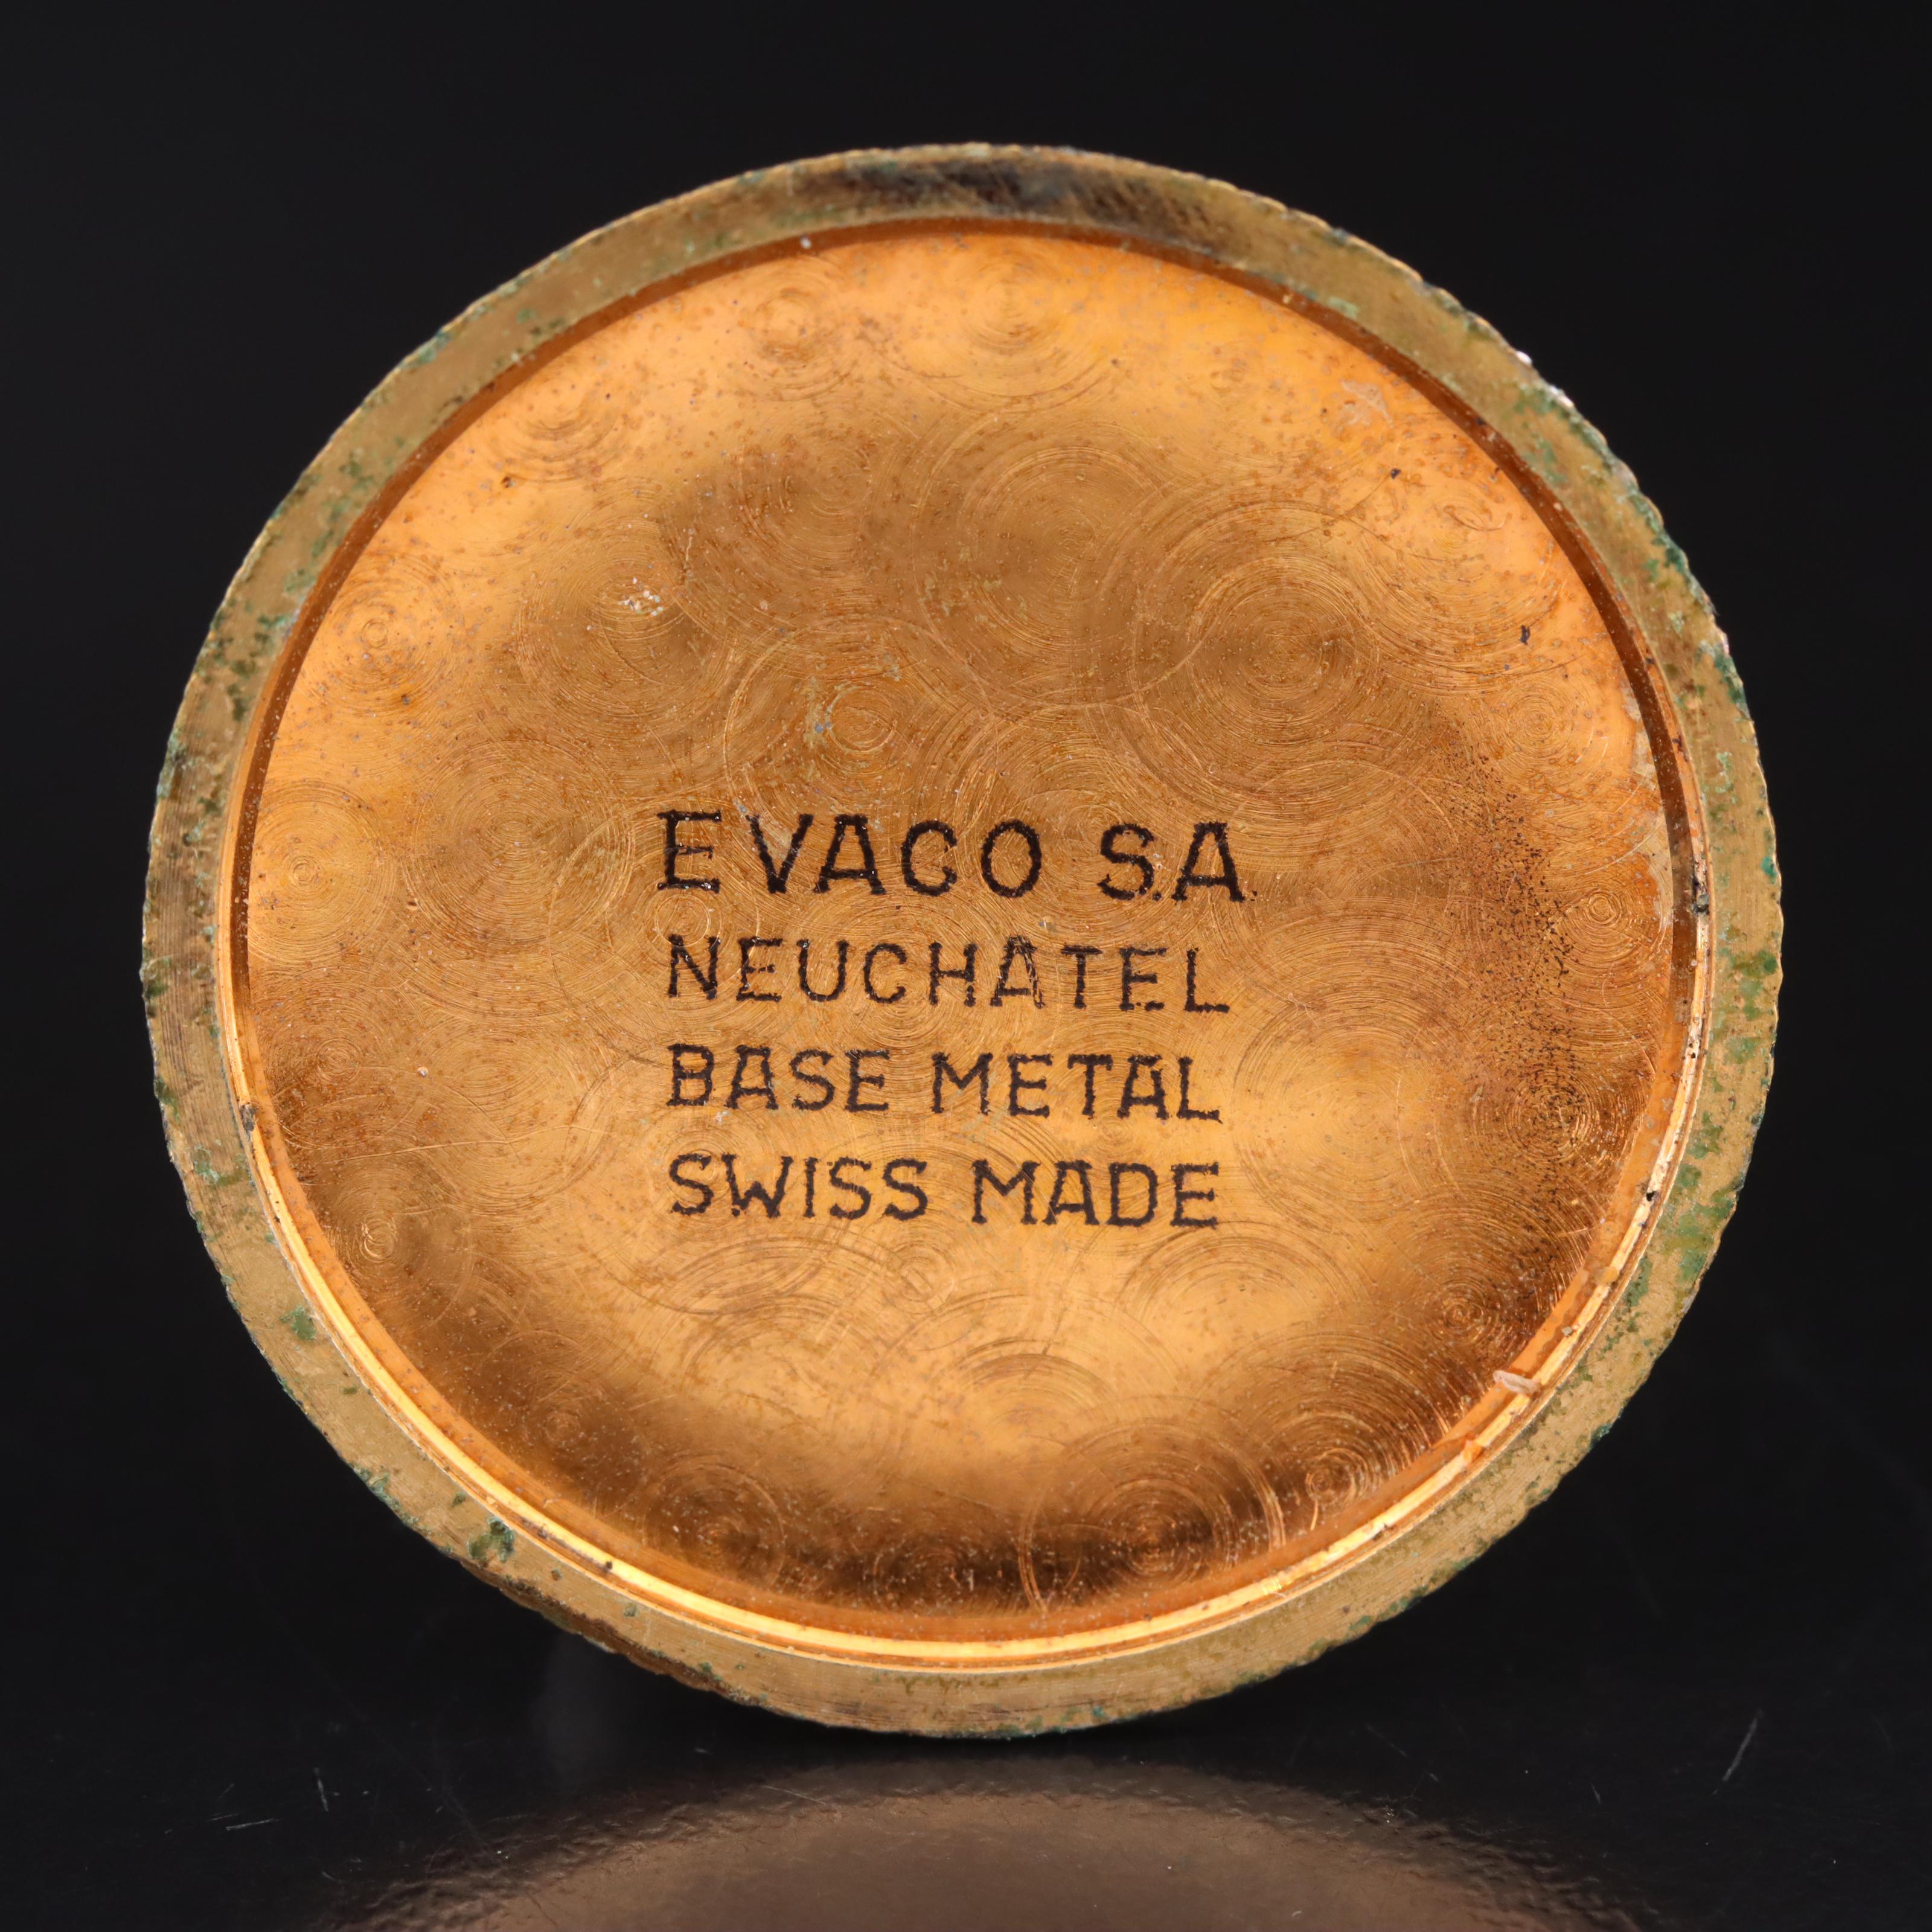 EVACO S.A.
NEUCHATEL
BASE METAL
SWISS MADE